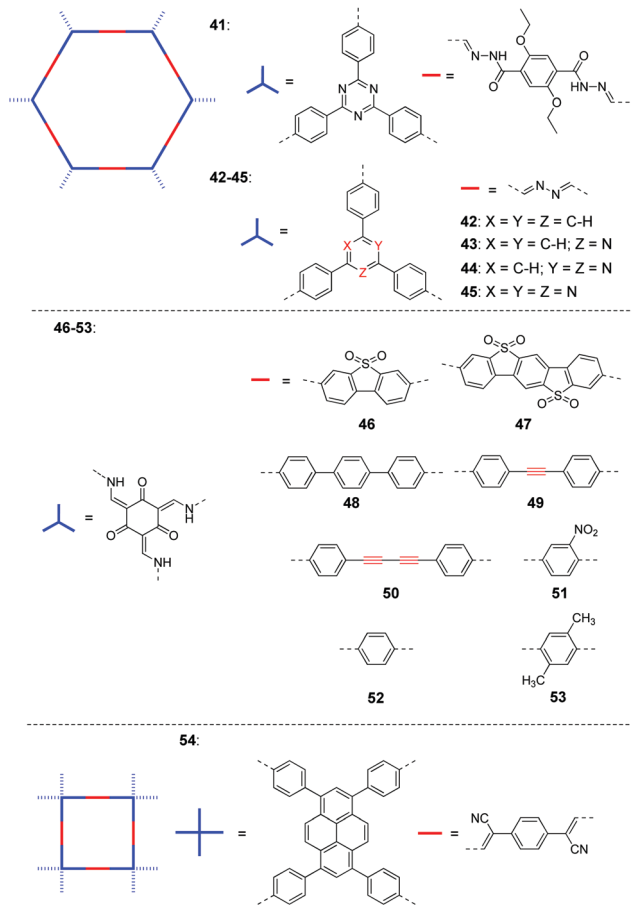 41:
=
N
N
N
=
N
NH
O
O
O
O
HN
N
42-45:
=
X
Y
Z
=
N
N
42: X = Y = Z = C-H
43: X = Y = C-H; Z = N
44: X = C-H; Y = Z = N
45: X = Y = Z = N
46-53:
=
O
S
O
46
O
S
O
S
O
O
47
=
NH
O
O
O
N
H
NH
48
49
50
NO2
51
52
CH3
H3C
53
54:
=
=
NC
CN